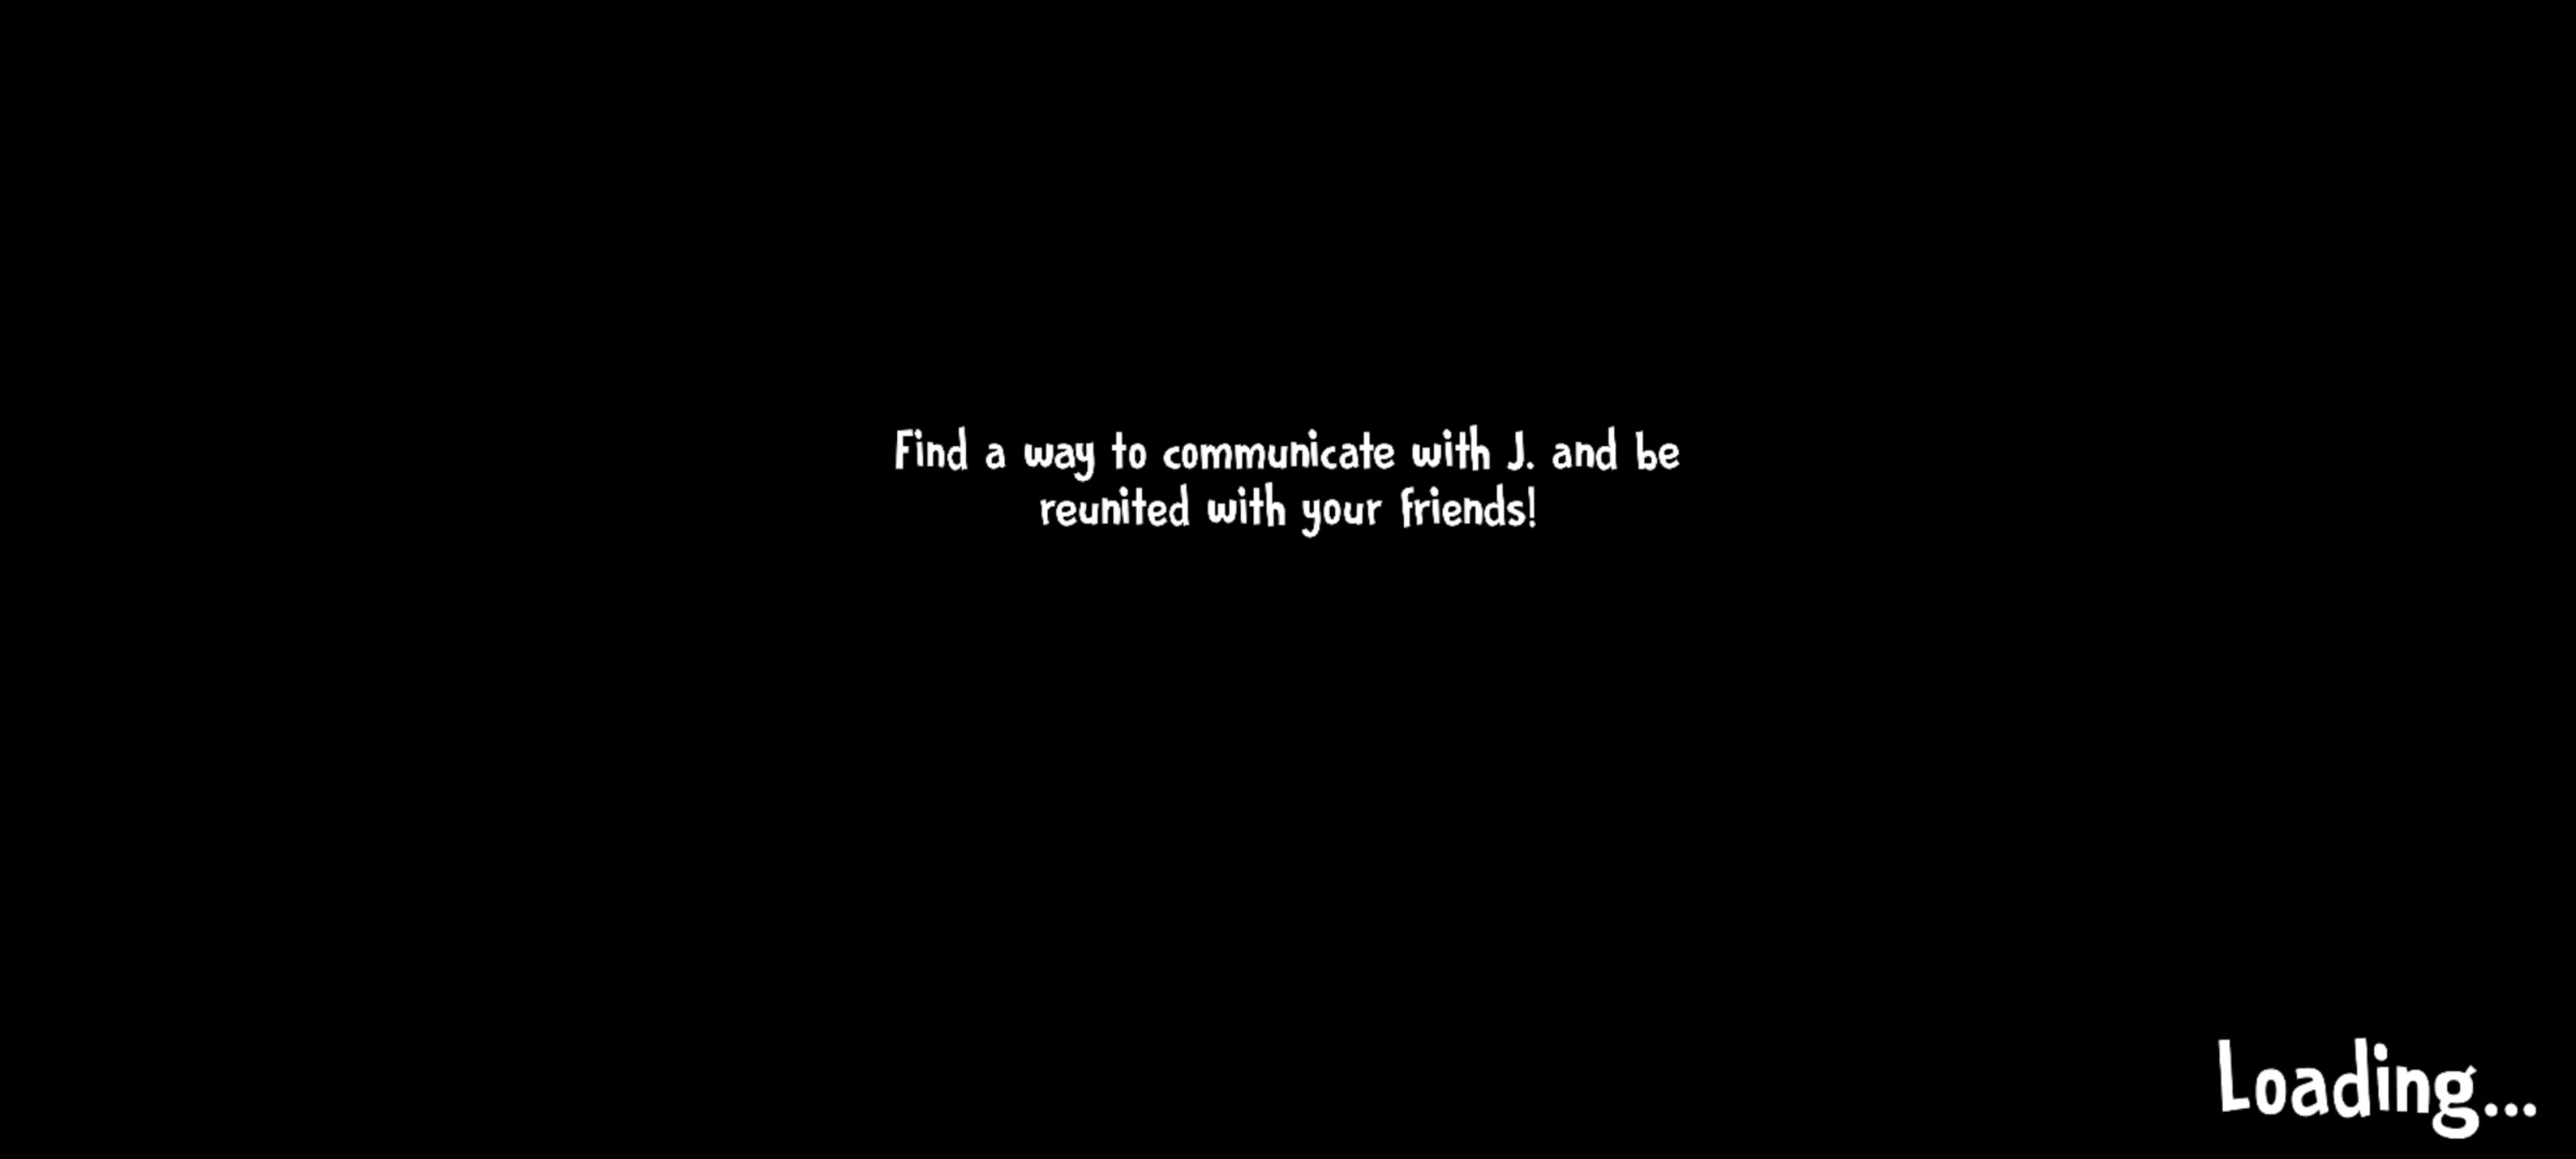 Find a way to communicate with J. and be
reunited with your friends!
Loading...